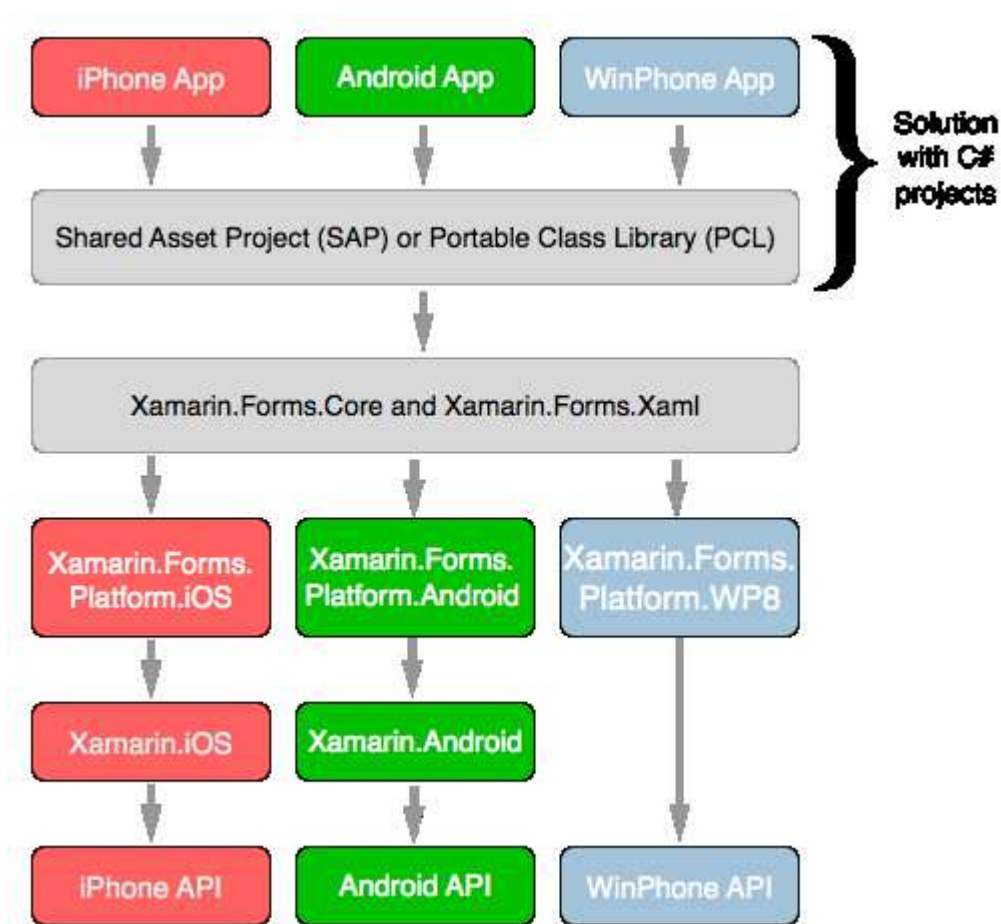 iPhone App
Android App
WinPhone App
Solution
with C#
projects
Shared Asset Project (SAP) or Portable Class Library (PCL)
Xamarin.Forms.Core and Xamarin.Forms.Xaml
Xamarin.Forms.
Platform.iOS
Xamarin.Forms.
Platform.Android
Xamarin.Forms.
Platform.WP8
Xamarin.iOS
Xamarin.Android
iPhone API
Android API
WinPhone API